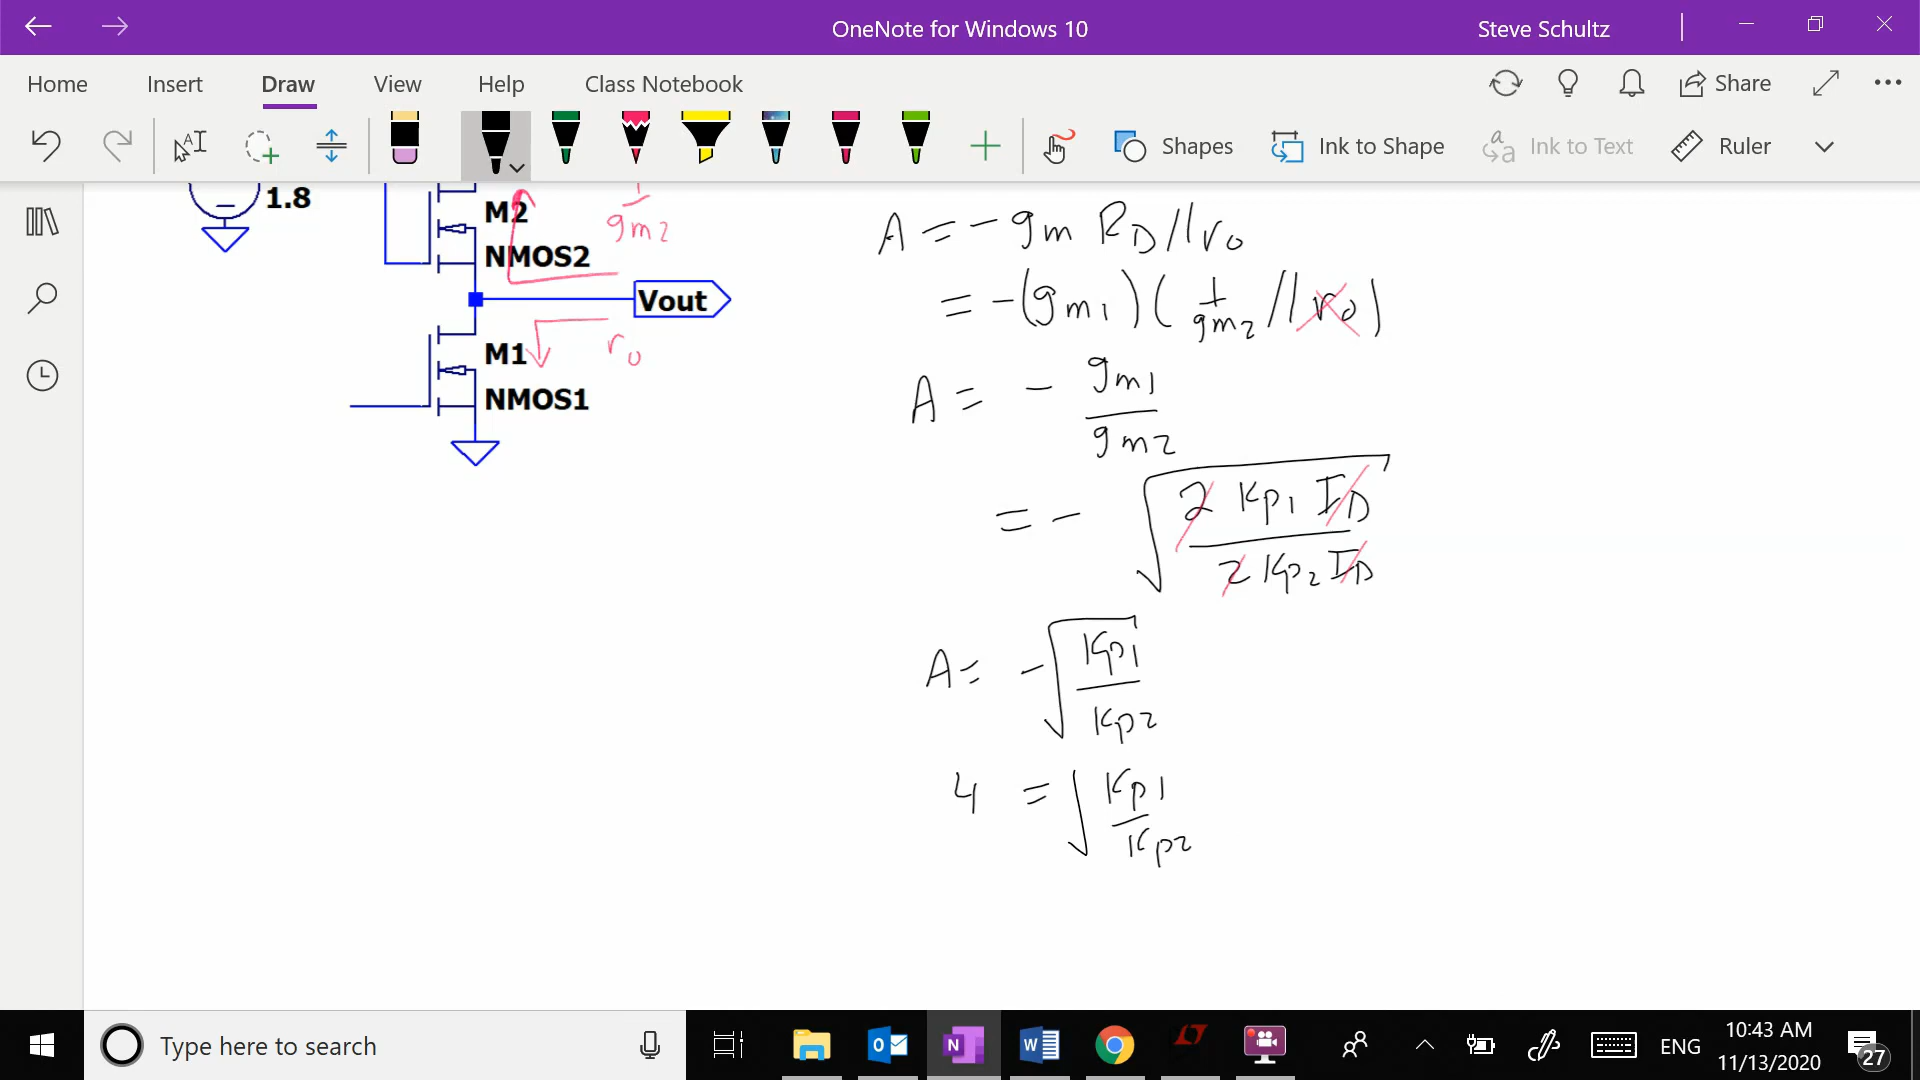 OneNote for Windows 10
Steve Schultz
Home Insert Draw View Help Class Notebook
Share
Shapes Ink to Shape Ink to Text Ruler
1.8
M2
NMOS2
1/gm2
Vout
M1
NMOS1
ro
A = - gm RD//ro
= -(gm1)(1/gm2 // ro)
A = - gm1/gm2
= - √(2 Kp1 ID / 2 Kp2 ID)
A = - √(Kp1/Kp2)
4 = √(Kp1/Kp2)
Type here to search
ENG
10:43 AM
11/13/2020
27